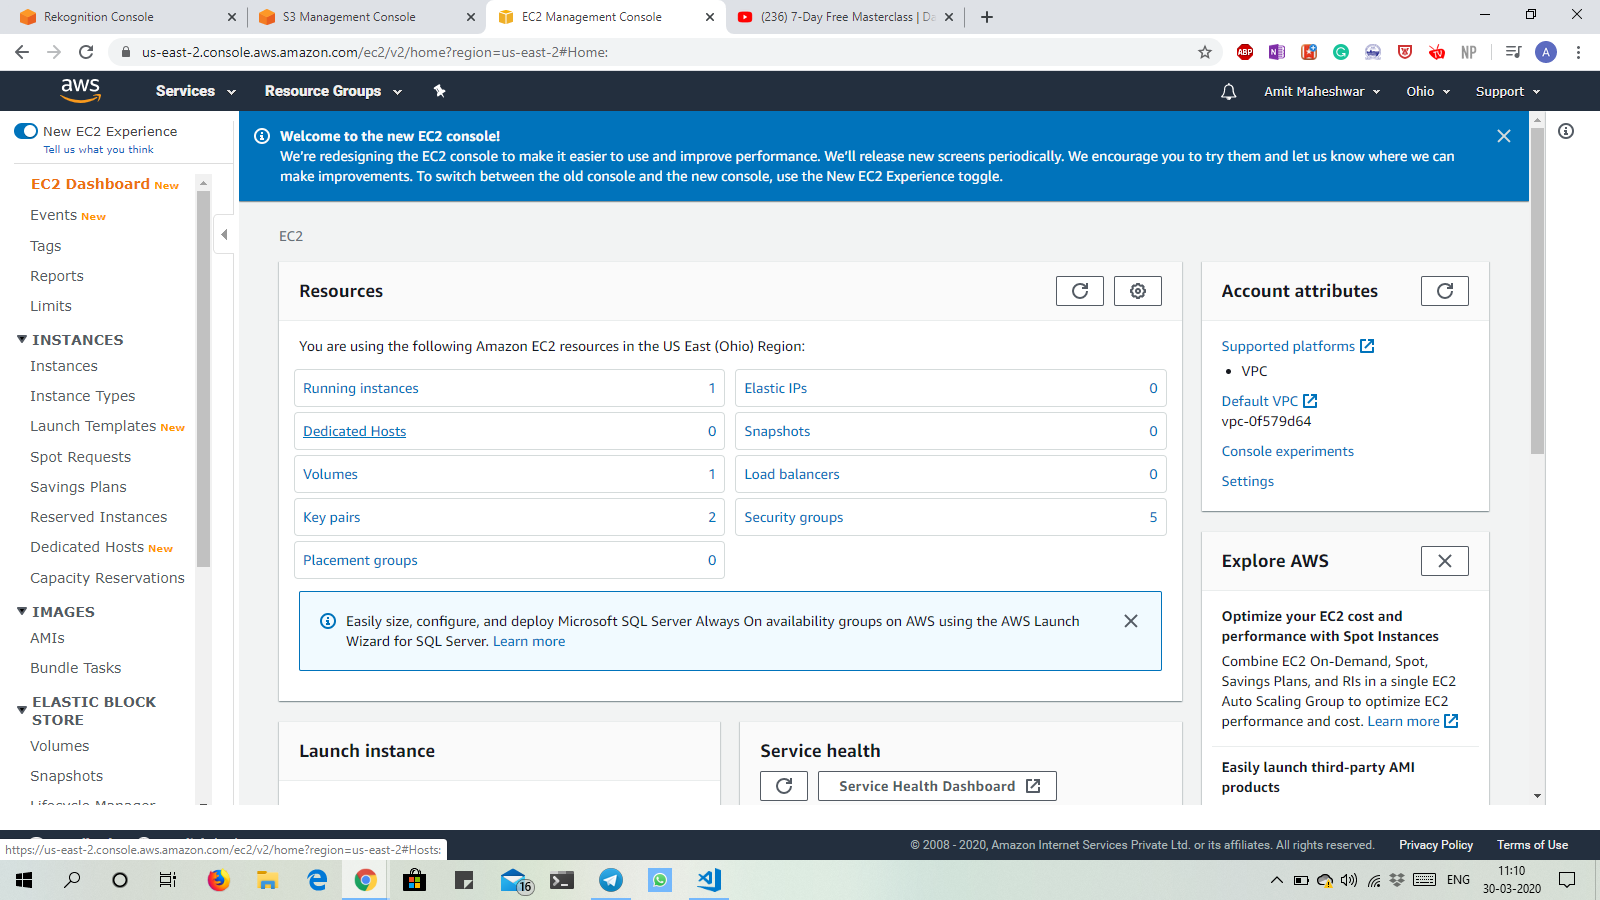 Rekognition Console
S3 Management Console
EC2 Management Console
(236) 7-Day Free Masterclass | Da
us-east-2.console.aws.amazon.com/ec2/v2/home?region=us-east-2#Home:
ABP
N
G
TV
NP
A
aws
Services
Resource Groups
Amit Maheshwar
Ohio
Support
New EC2 Experience
Tell us what you think
EC2 Dashboard New
Events New
Tags
Reports
Limits
INSTANCES
Instances
Instance Types
Launch Templates New
Spot Requests
Savings Plans
Reserved Instances
Dedicated Hosts New
Capacity Reservations
IMAGES
AMIs
Bundle Tasks
ELASTIC BLOCK
STORE
Volumes
Snapshots
Lifecycle Manager
Welcome to the new EC2 console!
We're redesigning the EC2 console to make it easier to use and improve performance. We'll release new screens periodically. We encourage you to try them and let us know where we can
make improvements. To switch between the old console and the new console, use the New EC2 Experience toggle.
EC2
Resources
You are using the following Amazon EC2 resources in the US East (Ohio) Region:
Running instances 1
Elastic IPs 0
Dedicated Hosts 0
Snapshots 0
Volumes 1
Load balancers 0
Key pairs 2
Security groups 5
Placement groups 0
Easily size, configure, and deploy Microsoft SQL Server Always On availability groups on AWS using the AWS Launch
Wizard for SQL Server. Learn more
Launch instance
Service health
Service Health Dashboard
Account attributes
Supported platforms
VPC
Default VPC
vpc-0f579d64
Console experiments
Settings
Explore AWS
Optimize your EC2 cost and
performance with Spot Instances
Combine EC2 On-Demand, Spot,
Savings Plans, and RIs in a single EC2
Auto Scaling Group to optimize EC2
performance and cost. Learn more
Easily launch third-party AMI
products
https://us-east-2.console.aws.amazon.com/ec2/v2/home?region=us-east-2#Hosts:
© 2008 - 2020, Amazon Internet Services Private Ltd. or its affiliates. All rights reserved.
Privacy Policy
Terms of Use
16
ENG
11:10
30-03-2020